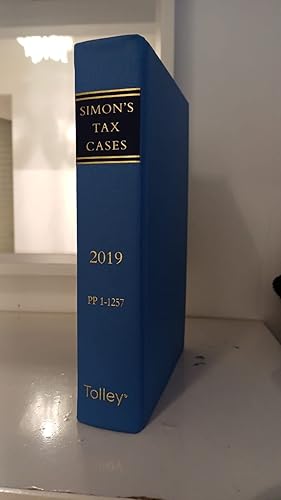 SIMON'S
TAX
CASES
2019
PP 1-1257
Tolley®